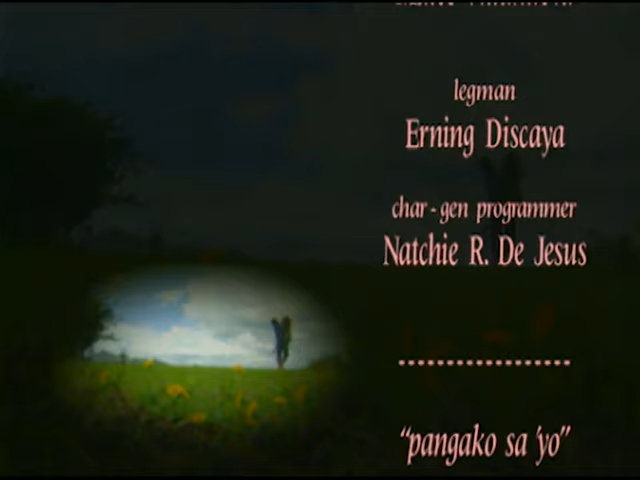 legman
Erning Discaya
char-gen programmer
Natchie R. De Jesus
..................
"pangako sa 'yo"